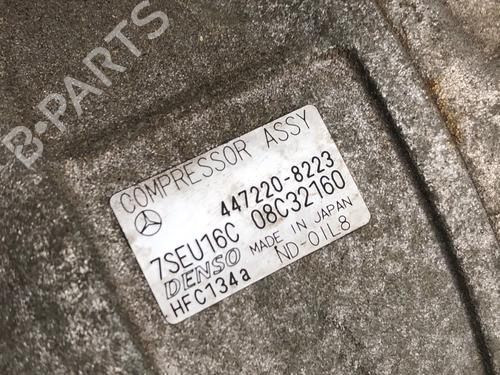 B-PARTS
COMPRESSOR ASSY
447220-8223
7SEU16C 08C32160
DENSO MADE IN JAPAN
HFC134a ND-OIL8